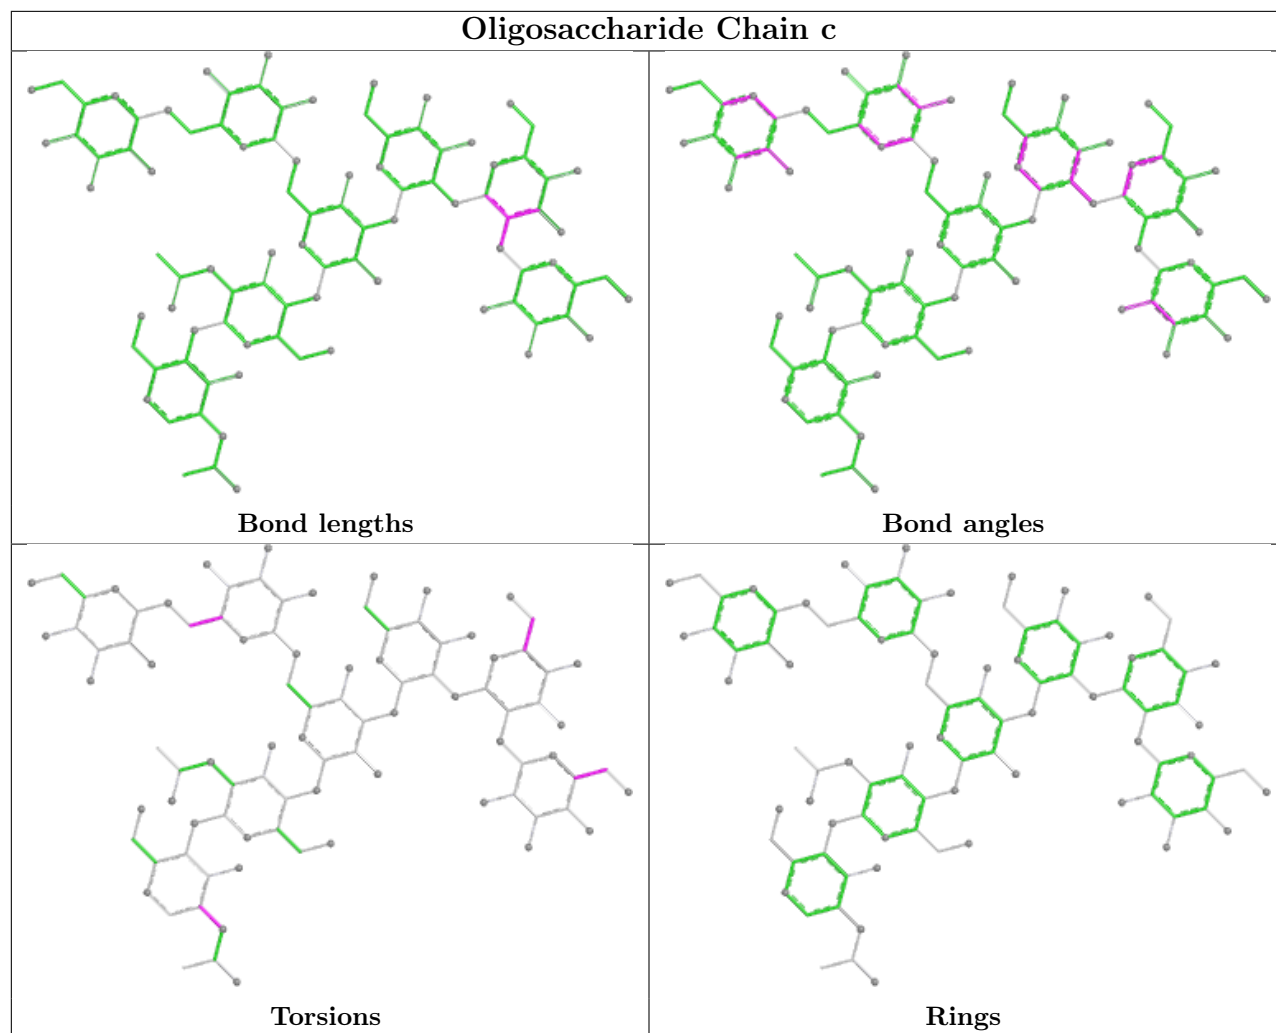 Oligosaccharide Chain c
Bond lengths
Bond angles
Torsions
Rings